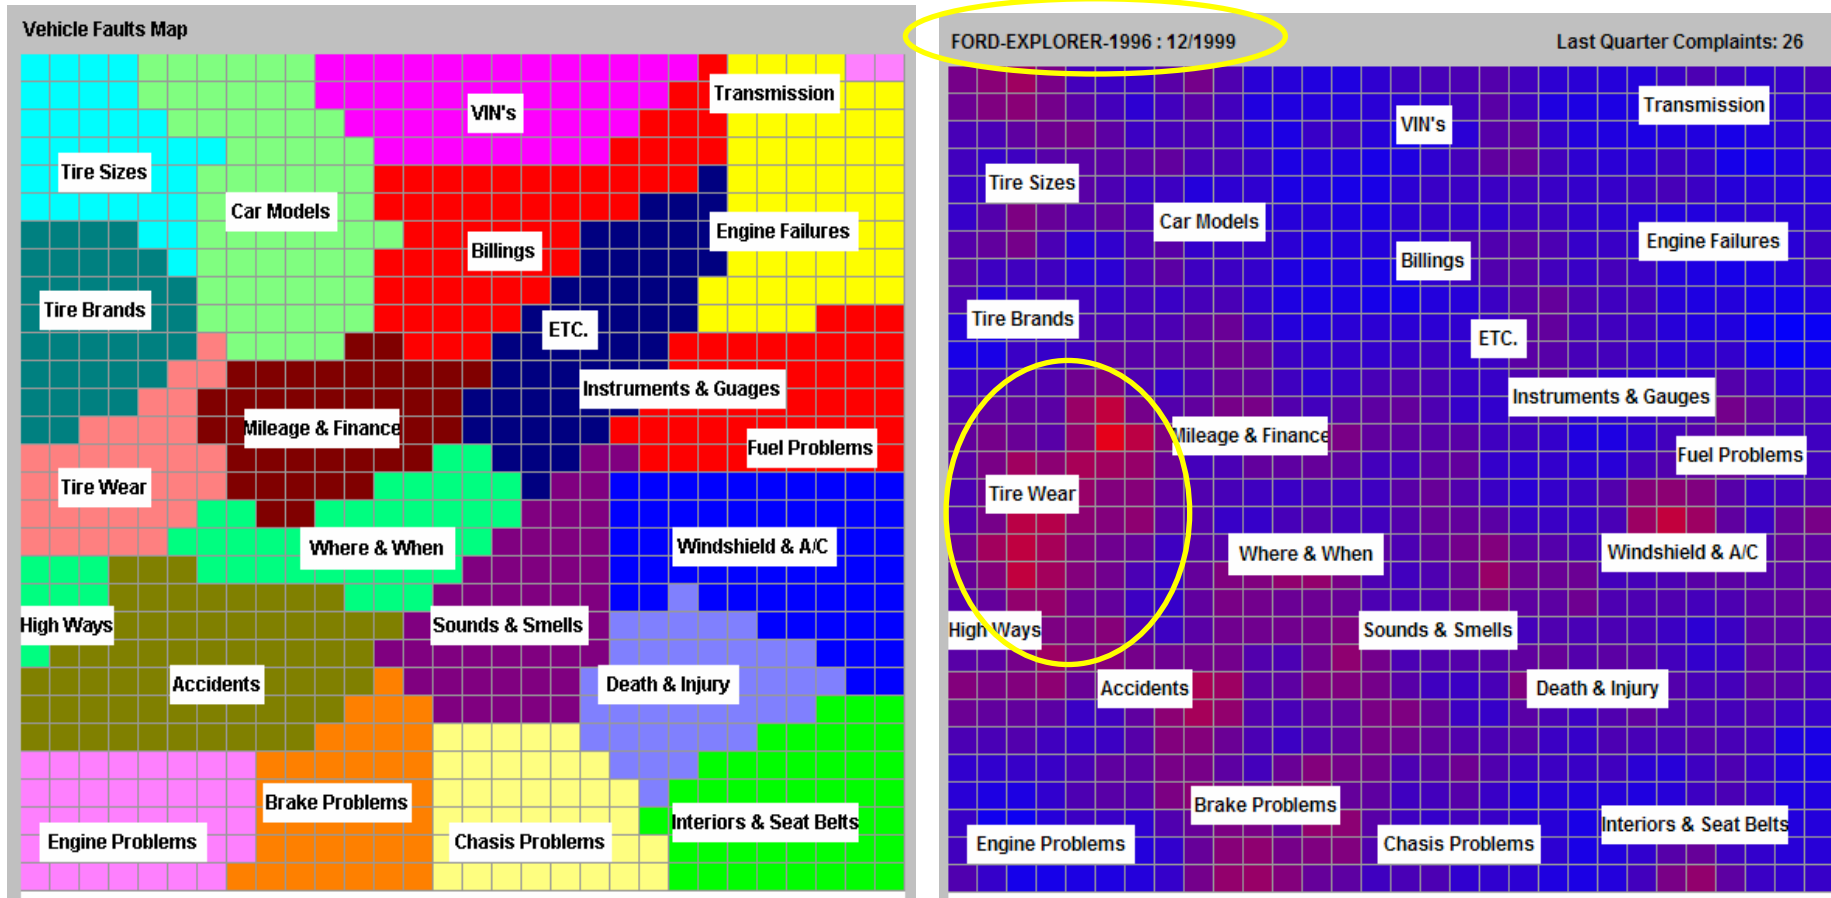 Vehicle Faults Map
Transmission
VIN's
Tire Sizes
Car Models
Engine Failures
Billings
Tire Brands
ETC.
Instruments & Guages
Mileage & Finance
Fuel Problems
Tire Wear
Where & When
Windshield & A/C
High Ways
Sounds & Smells
Accidents
Death & Injury
Brake Problems
Interiors & Seat Belts
Engine Problems
Chasis Problems
FORD-EXPLORER-1996 : 12/1999
Last Quarter Complaints: 26
Transmission
VIN's
Tire Sizes
Car Models
Engine Failures
Billings
Tire Brands
ETC.
Instruments & Gauges
Mileage & Finance
Fuel Problems
Tire Wear
Where & When
Windshield & A/C
High Ways
Sounds & Smells
Accidents
Death & Injury
Brake Problems
Interiors & Seat Belts
Engine Problems
Chasis Problems